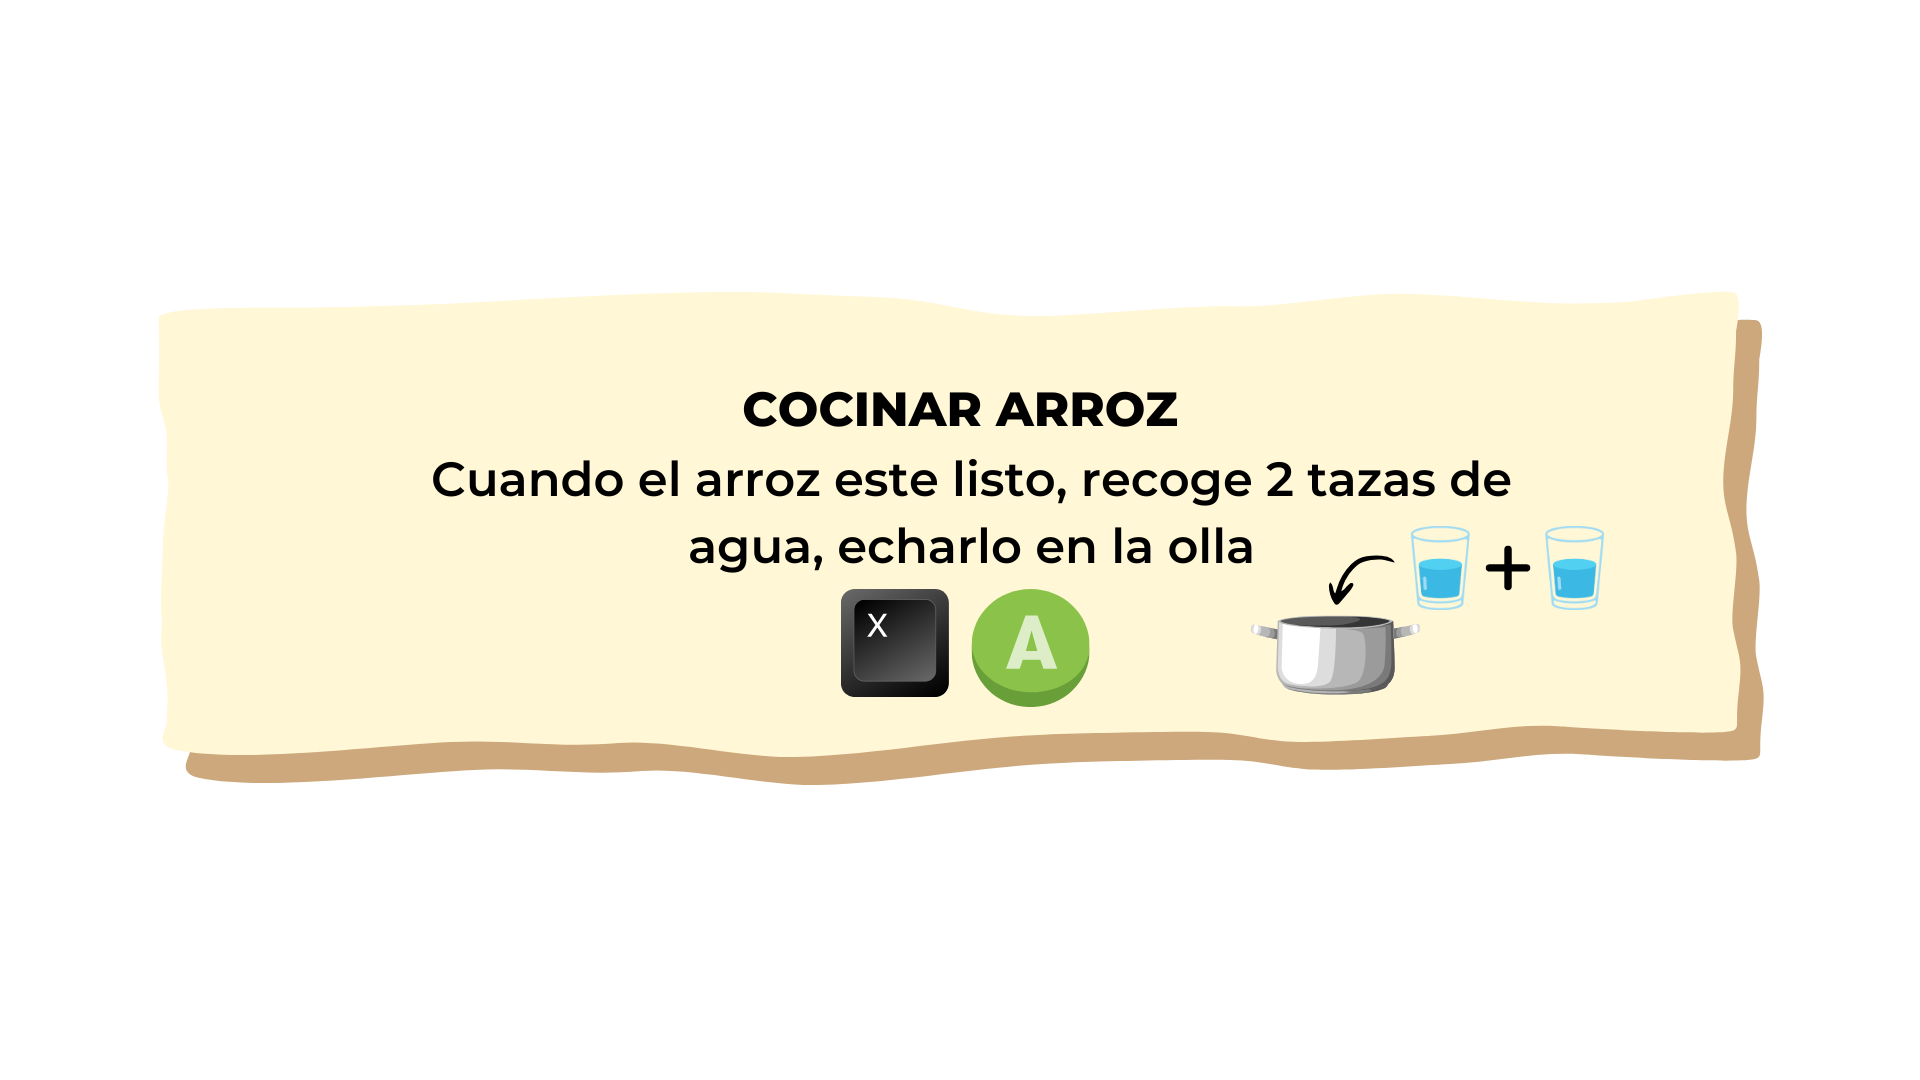 COCINAR ARROZ
Cuando el arroz este listo, recoge 2 tazas de
agua, echarlo en la olla
X
A